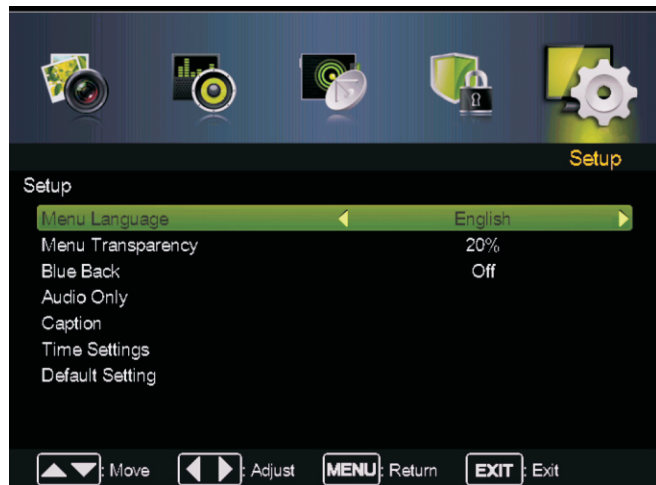 Setup
Setup
Menu Language English
Menu Transparency 20%
Blue Back Off
Audio Only
Caption
Time Settings
Default Setting
: Move : Adjust MENU : Return EXIT : Exit